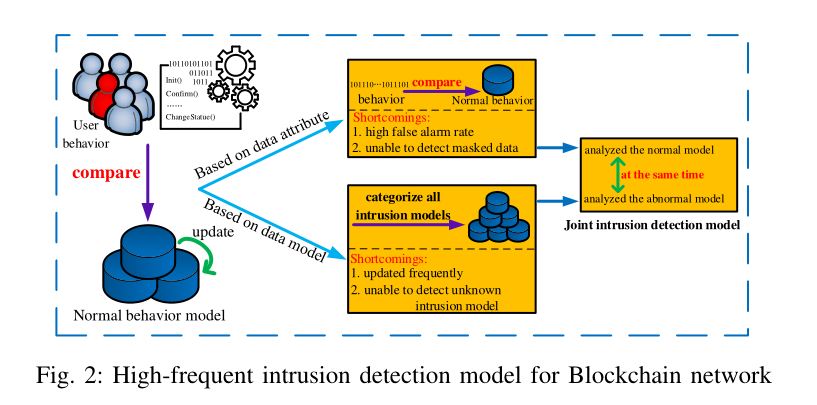 10110101101
011011
1011
Init()
Confirm()
......
ChangeStatue()
User
behavior
compare
update
Normal behavior model
Based on data attribute
Based on data model
101110···1011101
compare
behavior
Normal behavior
Shortcomings:
1. high false alarm rate
2. unable to detect masked data
categorize all
intrusion models
Shortcomings:
1. updated frequently
2. unable to detect unknown
intrusion model
analyzed the normal model
at the same time
analyzed the abnormal model
Joint intrusion detection model
Fig. 2: High-frequent intrusion detection model for Blockchain network